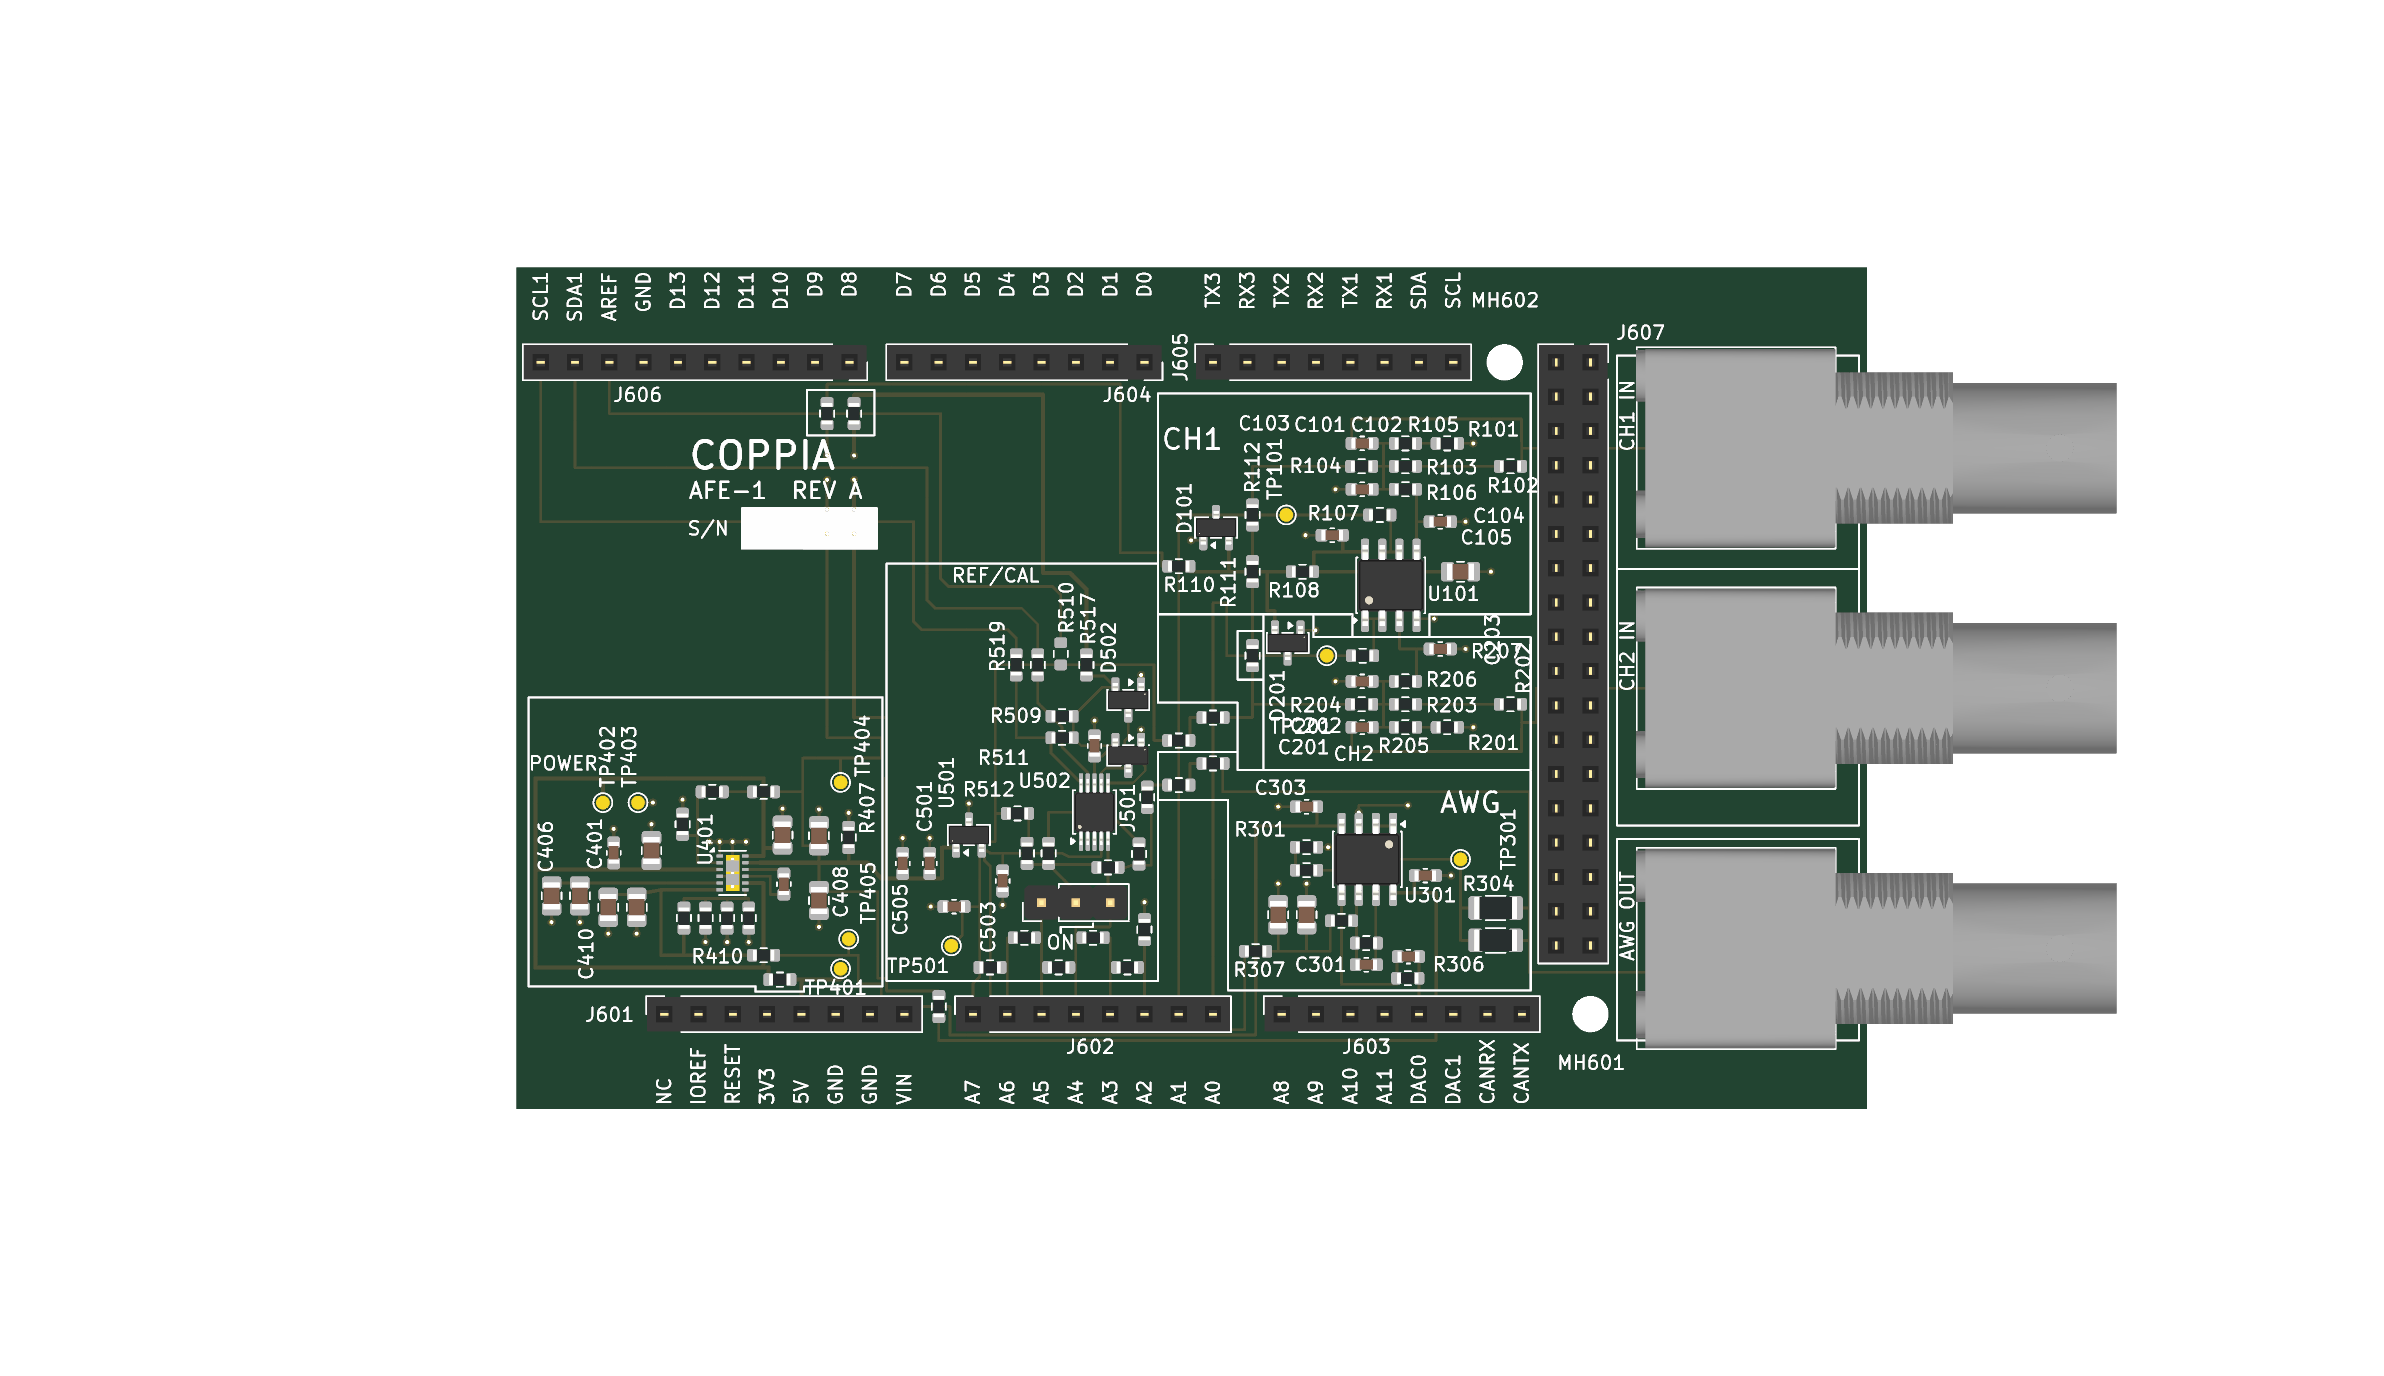 SCL1 SDA1 AREF GND D13 D12 D11 D10 D9 D8 D7 D6 D5 D4 D3 D2 D1 D0 TX3 RX3 TX2 RX2 TX1 RX1 SDA SCL
MH602
J607
J606
J604
J605
CH1 IN
COPPIA
AFE-1 REV A
S/N
CH1
C103 C101 C102 R105 R101
R112 TP101 R104 R103
R102
D101 R106
R107 C104
C105
R110 R111 R108 U101
REF/CAL
R510 R517
R519 D502
C203
R207
R202
CH2 IN
R206
D201 R204 R203
R509
TP201 C202
C201 R205 R201
CH2
POWER
TP402 TP403
TP404
R511
U501 U502
R512
C501 J501
C303
AWG
R301
TP301
C406 C401 U401 R407
C408 TP405
R304
U301
C505 C503
ON
AWG OUT
C410
R410
TP501
R307 C301 R306
TP401
J601
J602
J603
MH601
NC IOREF RESET 3V3 5V GND GND VIN A7 A6 A5 A4 A3 A2 A1 A0 A8 A9 A10 A11 DAC0 DAC1 CANRX CANTX